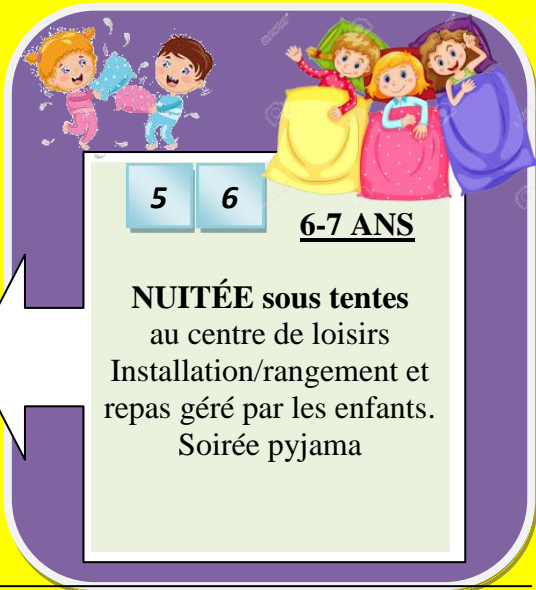 5 6
6-7 ANS
NUITÉE sous tentes
au centre de loisirs
Installation/rangement et
repas géré par les enfants.
Soirée pyjama